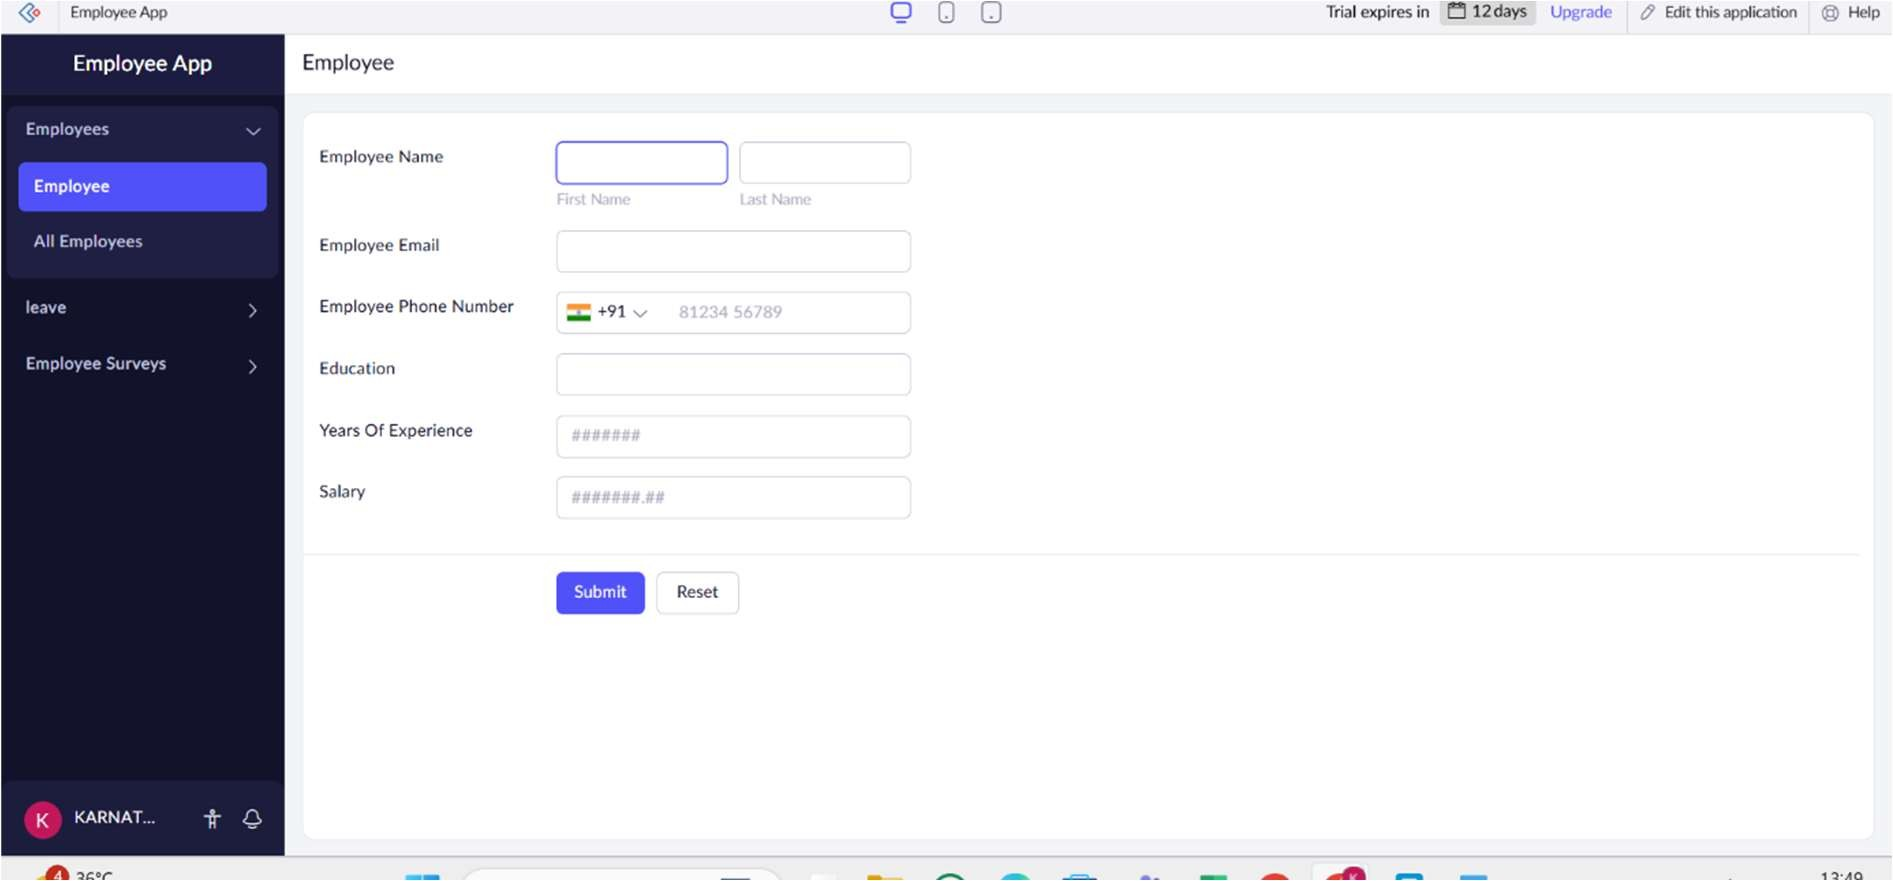 Employee App
Trial expires in 12 days Upgrade Edit this application Help
Employee App
Employees
Employee
All Employees
leave
Employee Surveys
K KARNAT...
Employee
Employee Name
First Name Last Name
Employee Email
Employee Phone Number +91 81234 56789
Education
Years Of Experience #######
Salary #######.##
Submit Reset
4 36°C
K
13:49